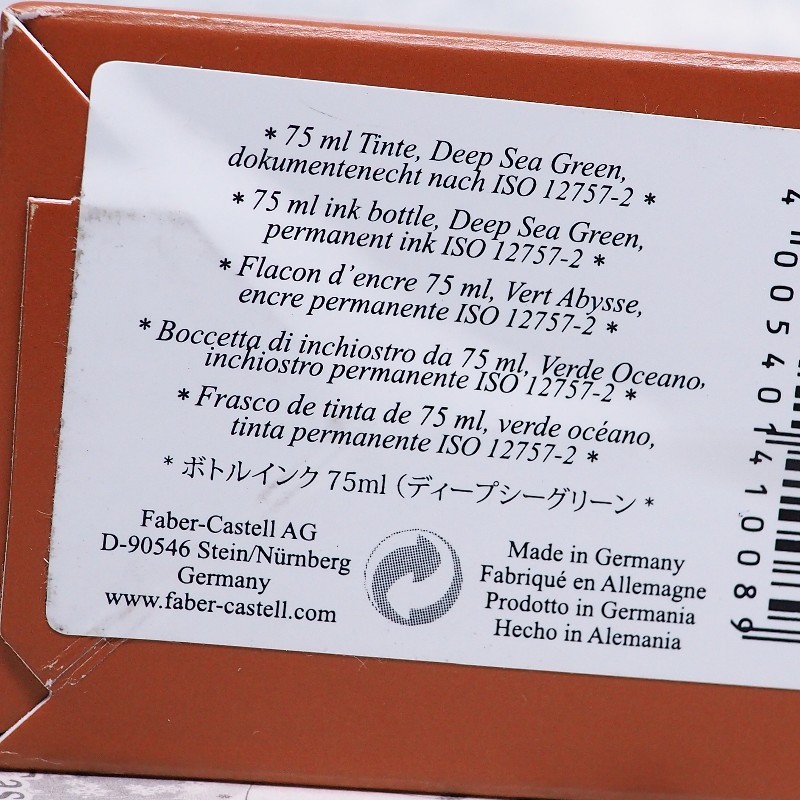 * 75 ml Tinte, Deep Sea Green,
dokumentenecht nach ISO 12757-2 *
* 75 ml ink bottle, Deep Sea Green,
permanent ink ISO 12757-2 *
* Flacon d'encre 75 ml, Vert Abysse,
encre permanente ISO 12757-2 *
* Boccetta di inchiostro da 75 ml, Verde Oceano,
inchiostro permanente ISO 12757-2 *
* Frasco de tinta de 75 ml, verde océano,
tinta permanente ISO 12757-2 *
* ボトルインク 75ml (ディープシーグリーン *
Faber-Castell AG
D-90546 Stein/Nürnberg
Germany
www.faber-castell.com
Made in Germany
Fabriqué en Allemagne
Prodotto in Germania
Hecho in Alemania
4 005401 410089